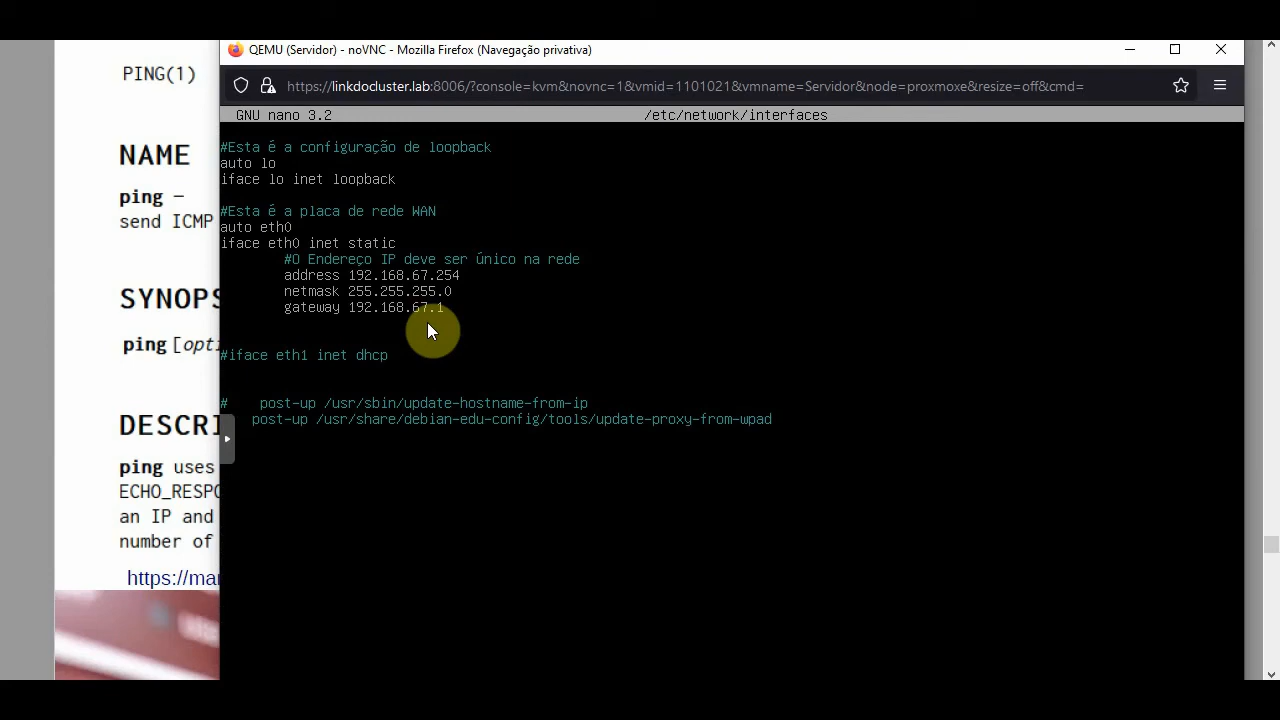 PING(1)
NAME
ping –
send ICMP
SYNOPS
ping [opti
DESCRI
ping uses
ECHO_RESPO
an IP and
number of
https://ma
QEMU (Servidor) - noVNC - Mozilla Firefox (Navegação privativa)
https://linkdocluster.lab:8006/?console=kvm&novnc=1&vmid=1101021&vmname=Servidor&node=proxmoxe&resize=off&cmd=
GNU nano 3.2 /etc/network/interfaces
#Esta é a configuração de loopback
auto lo
iface lo inet loopback
#Esta é a placa de rede WAN
auto eth0
iface eth0 inet static
#O Endereço IP deve ser único na rede
address 192.168.67.254
netmask 255.255.255.0
gateway 192.168.67.1
#iface eth1 inet dhcp
# post-up /usr/sbin/update-hostname-from-ip
post-up /usr/share/debian-edu-config/tools/update-proxy-from-wpad